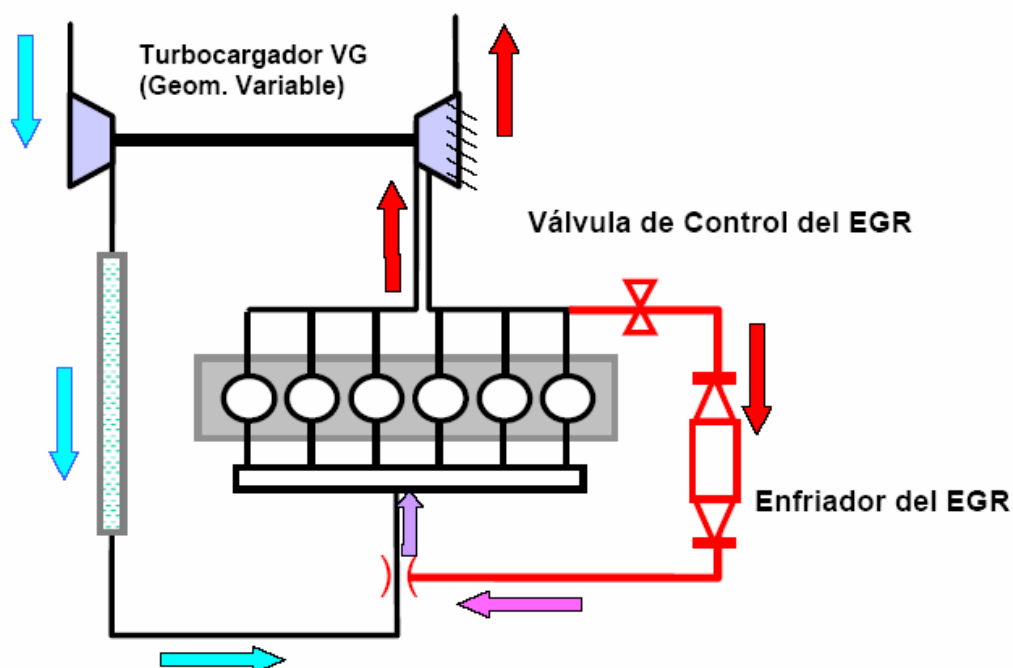 Turbocargador VG
(Geom. Variable)
Válvula de Control del EGR
Enfriador del EGR